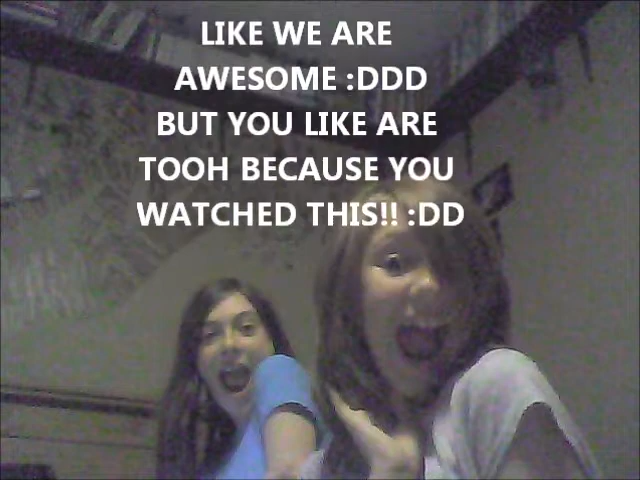 LIKE WE ARE
AWESOME :DDD
BUT YOU LIKE ARE
TOOH BECAUSE YOU
WATCHED THIS!! :DD